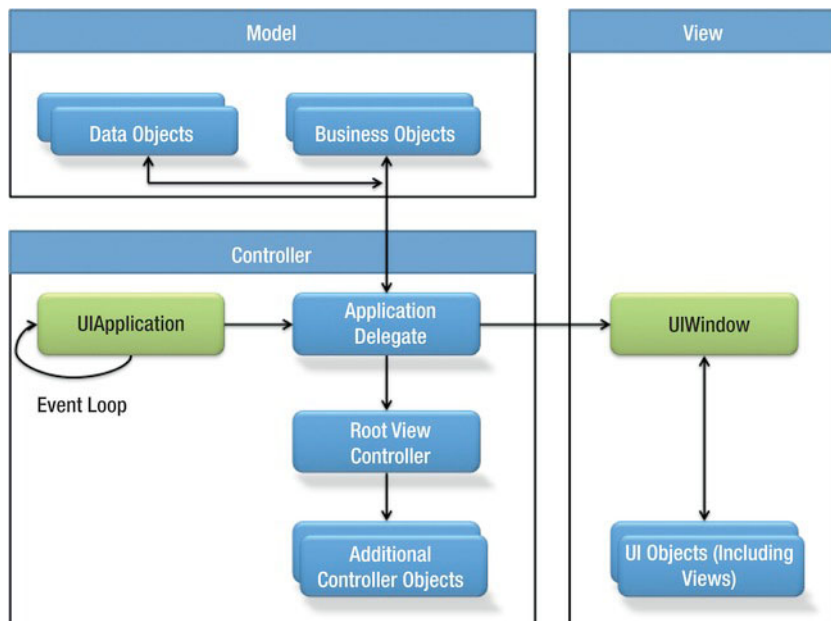 Model
View
Data Objects
Business Objects
Controller
UIApplication
Application
Delegate
UIWindow
Event Loop
Root View
Controller
Additional
Controller Objects
UI Objects (Including
Views)